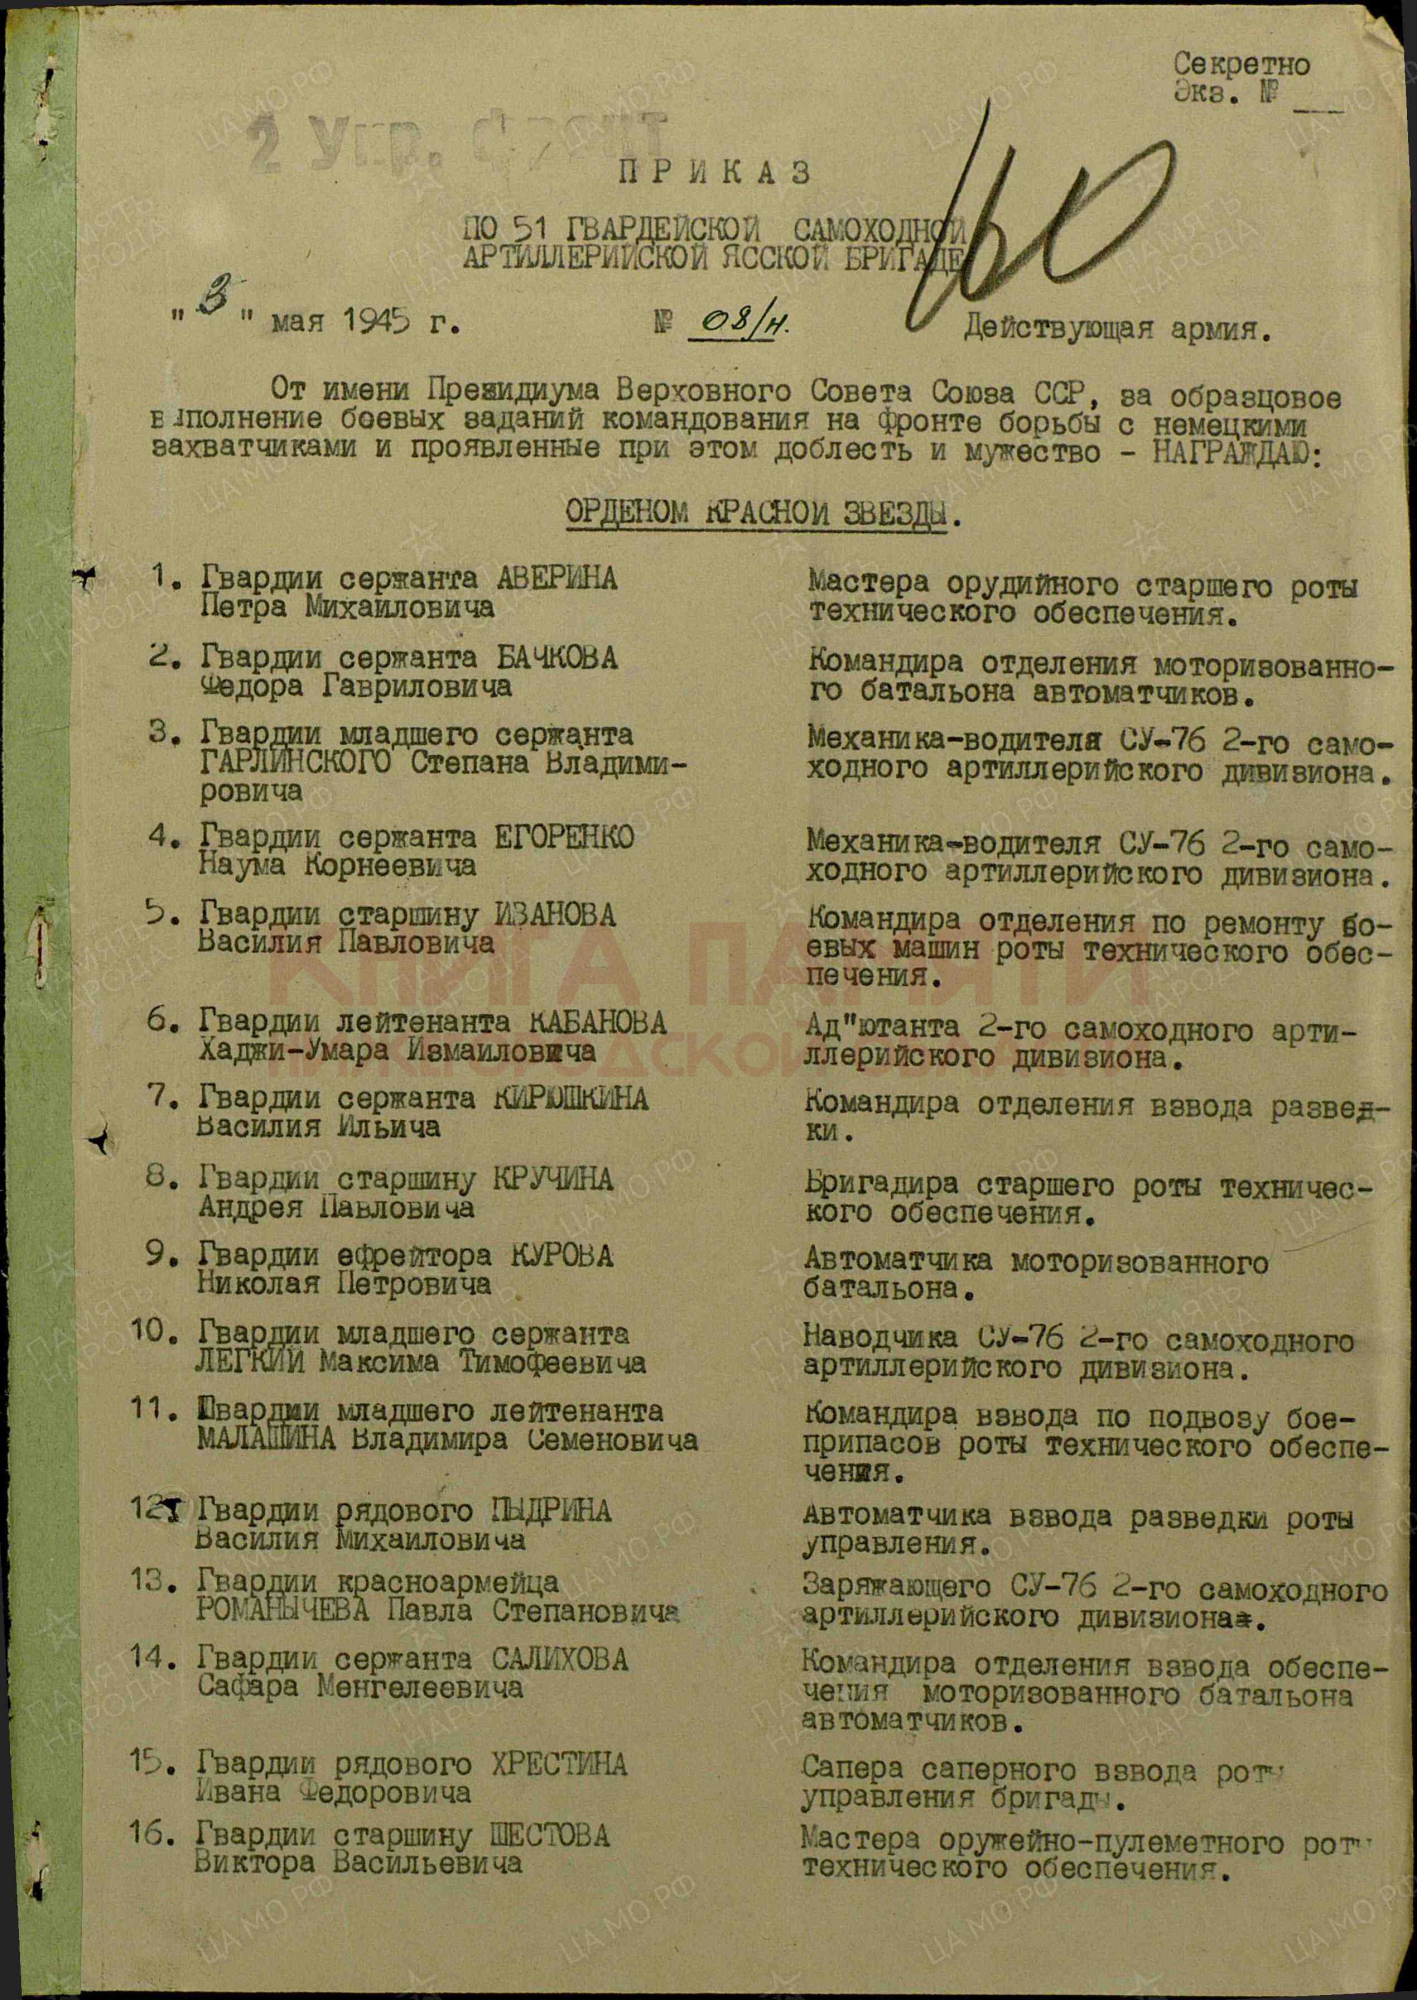 Секретно
Экз. № ___
2 Укр. фронт
160
ПРИКАЗ
ПО 51 ГВАРДЕЙСКОЙ САМОХОДНОЙ
АРТИЛЛЕРИЙСКОЙ ЯССКОЙ БРИГАДЕ
"3" мая 1945 г. № 08/н. Действующая армия.
От имени Президиума Верховного Совета Союза ССР, за образцовое
выполнение боевых заданий командования на фронте борьбы с немецкими
захватчиками и проявленные при этом доблесть и мужество - НАГРАЖДАЮ:
ОРДЕНОМ КРАСНОЙ ЗВЕЗДЫ.
1. Гвардии сержанта АВЕРИНА Мастера орудийного старшего роты
Петра Михайловича технического обеспечения.
2. Гвардии сержанта БАЧКОВА Командира отделения моторизованно-
Федора Гавриловича го батальона автоматчиков.
3. Гвардии младшего сержанта Механика-водителя СУ-76 2-го само-
ГАРЛИНСКОГО Степана Владими- ходного артиллерийского дивизиона.
ровича
4. Гвардии сержанта ЕГОРЕНКО Механика-водителя СУ-76 2-го само-
Наума Корнеевича ходного артиллерийского дивизиона.
5. Гвардии старшину ИВАНОВА Командира отделения по ремонту бо-
Василия Павловича евых машин роты технического обес-
печения.
6. Гвардии лейтенанта КАБАНОВА Ад"ютанта 2-го самоходного арти-
Хаджи-Умара Измаиловича ллерийского дивизиона.
7. Гвардии сержанта КИРЮШКИНА Командира отделения взвода развед-
Василия Ильича ки.
8. Гвардии старшину КРУЧИНА Бригадира старшего роты техничес-
Андрея Павловича кого обеспечения.
9. Гвардии ефрейтора КУРОВА Автоматчика моторизованного
Николая Петровича батальона.
10. Гвардии младшего сержанта Наводчика СУ-76 2-го самоходного
ЛЕГКИЙ Максима Тимофеевича артиллерийского дивизиона.
11. Гвардии младшего лейтенанта Командира взвода по подвозу бое-
МАЛАШИНА Владимира Семеновича припасов роты технического обеспе-
чения.
12. Гвардии рядового ПЫДРИНА Автоматчика взвода разведки роты
Василия Михайловича управления.
13. Гвардии красноармейца Заряжающего СУ-76 2-го самоходного
РОМАНЫЧЕВА Павла Степановича артиллерийского дивизиона.
14. Гвардии сержанта САЛИХОВА Командира отделения взвода обеспе-
Сафара Менгелеевича чения моторизованного батальона
автоматчиков.
15. Гвардии рядового ХРЕСТИНА Сапера саперного взвода роты
Ивана Федоровича управления бригады.
16. Гвардии старшину ШЕСТОВА Мастера оружейно-пулеметного роты
Виктора Васильевича технического обеспечения.
КНИГА ПАМЯТИ